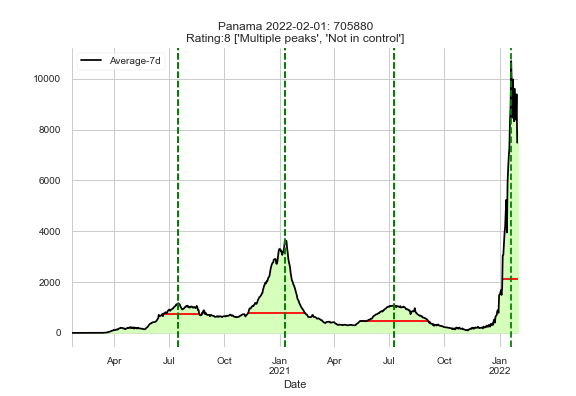 Panama 2022-02-01: 705880
Rating:8 ['Multiple peaks', 'Not in control']
Average-7d
10000
8000
6000
4000
2000
0
Apr Jul Oct Jan Apr Jul Oct Jan
2021 2022
Date